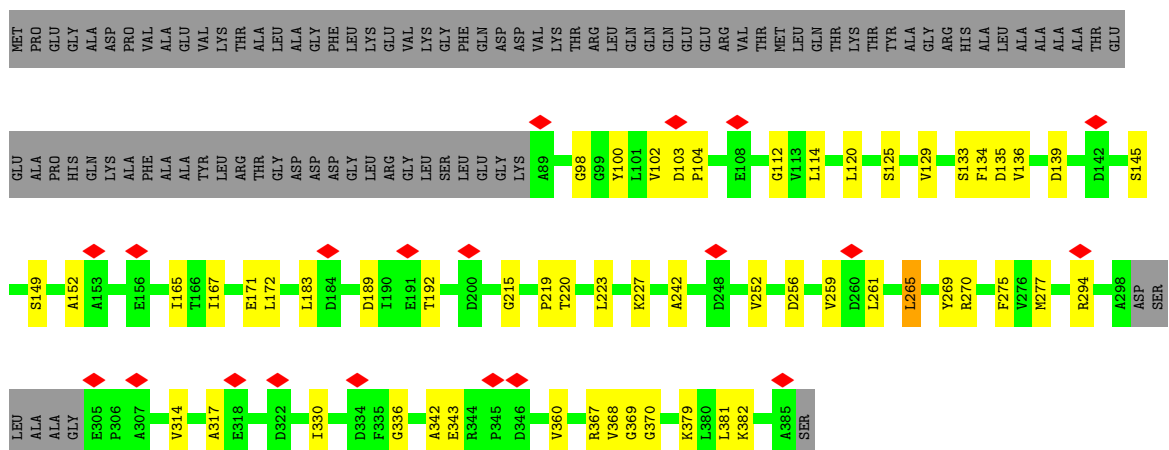 MET PRO GLU GLY ALA ASP PRO VAL ALA GLU VAL LYS THR ALA LEU ALA GLY PHE LEU LYS GLU VAL LYS GLY PHE GLN ASP ASP VAL LYS THR ARG LEU GLN GLN GLN GLU GLU ARG VAL THR MET LEU GLN THR LYS THR TYR ALA GLY ARG HIS ALA LEU ALA ALA ALA ALA THR GLU
GLU ALA PRO HIS GLN LYS ALA PHE ALA ALA TYR LEU ARG THR GLY ASP ASP ASP GLY LEU ARG GLY LEU SER LEU GLU GLY LYS A89 G98 G99 Y100 L101 V102 D103 P104 E108 G112 V113 L114 L120 S125 V129 S133 F134 D135 V136 D139 D142 S145
S149 A152 A153 E156 I165 T166 I167 E171 L172 L183 D184 D189 I190 E191 T192 D200 G215 P219 T220 L223 K227 A242 D248 V252 D256 V259 D260 L261 L265 Y269 R270 F275 V276 M277 R294 A298 ASP SER
LEU ALA ALA GLY E305 P306 A307 V314 A317 E318 D322 I330 D334 F335 G336 A342 E343 R344 P345 D346 V360 R367 V368 G369 G370 K379 L380 L381 K382 A385 SER